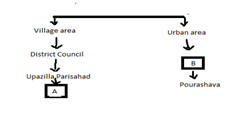 Village area
Urban area
District Council
B
Upazilla Parisahad
Pourashava
A